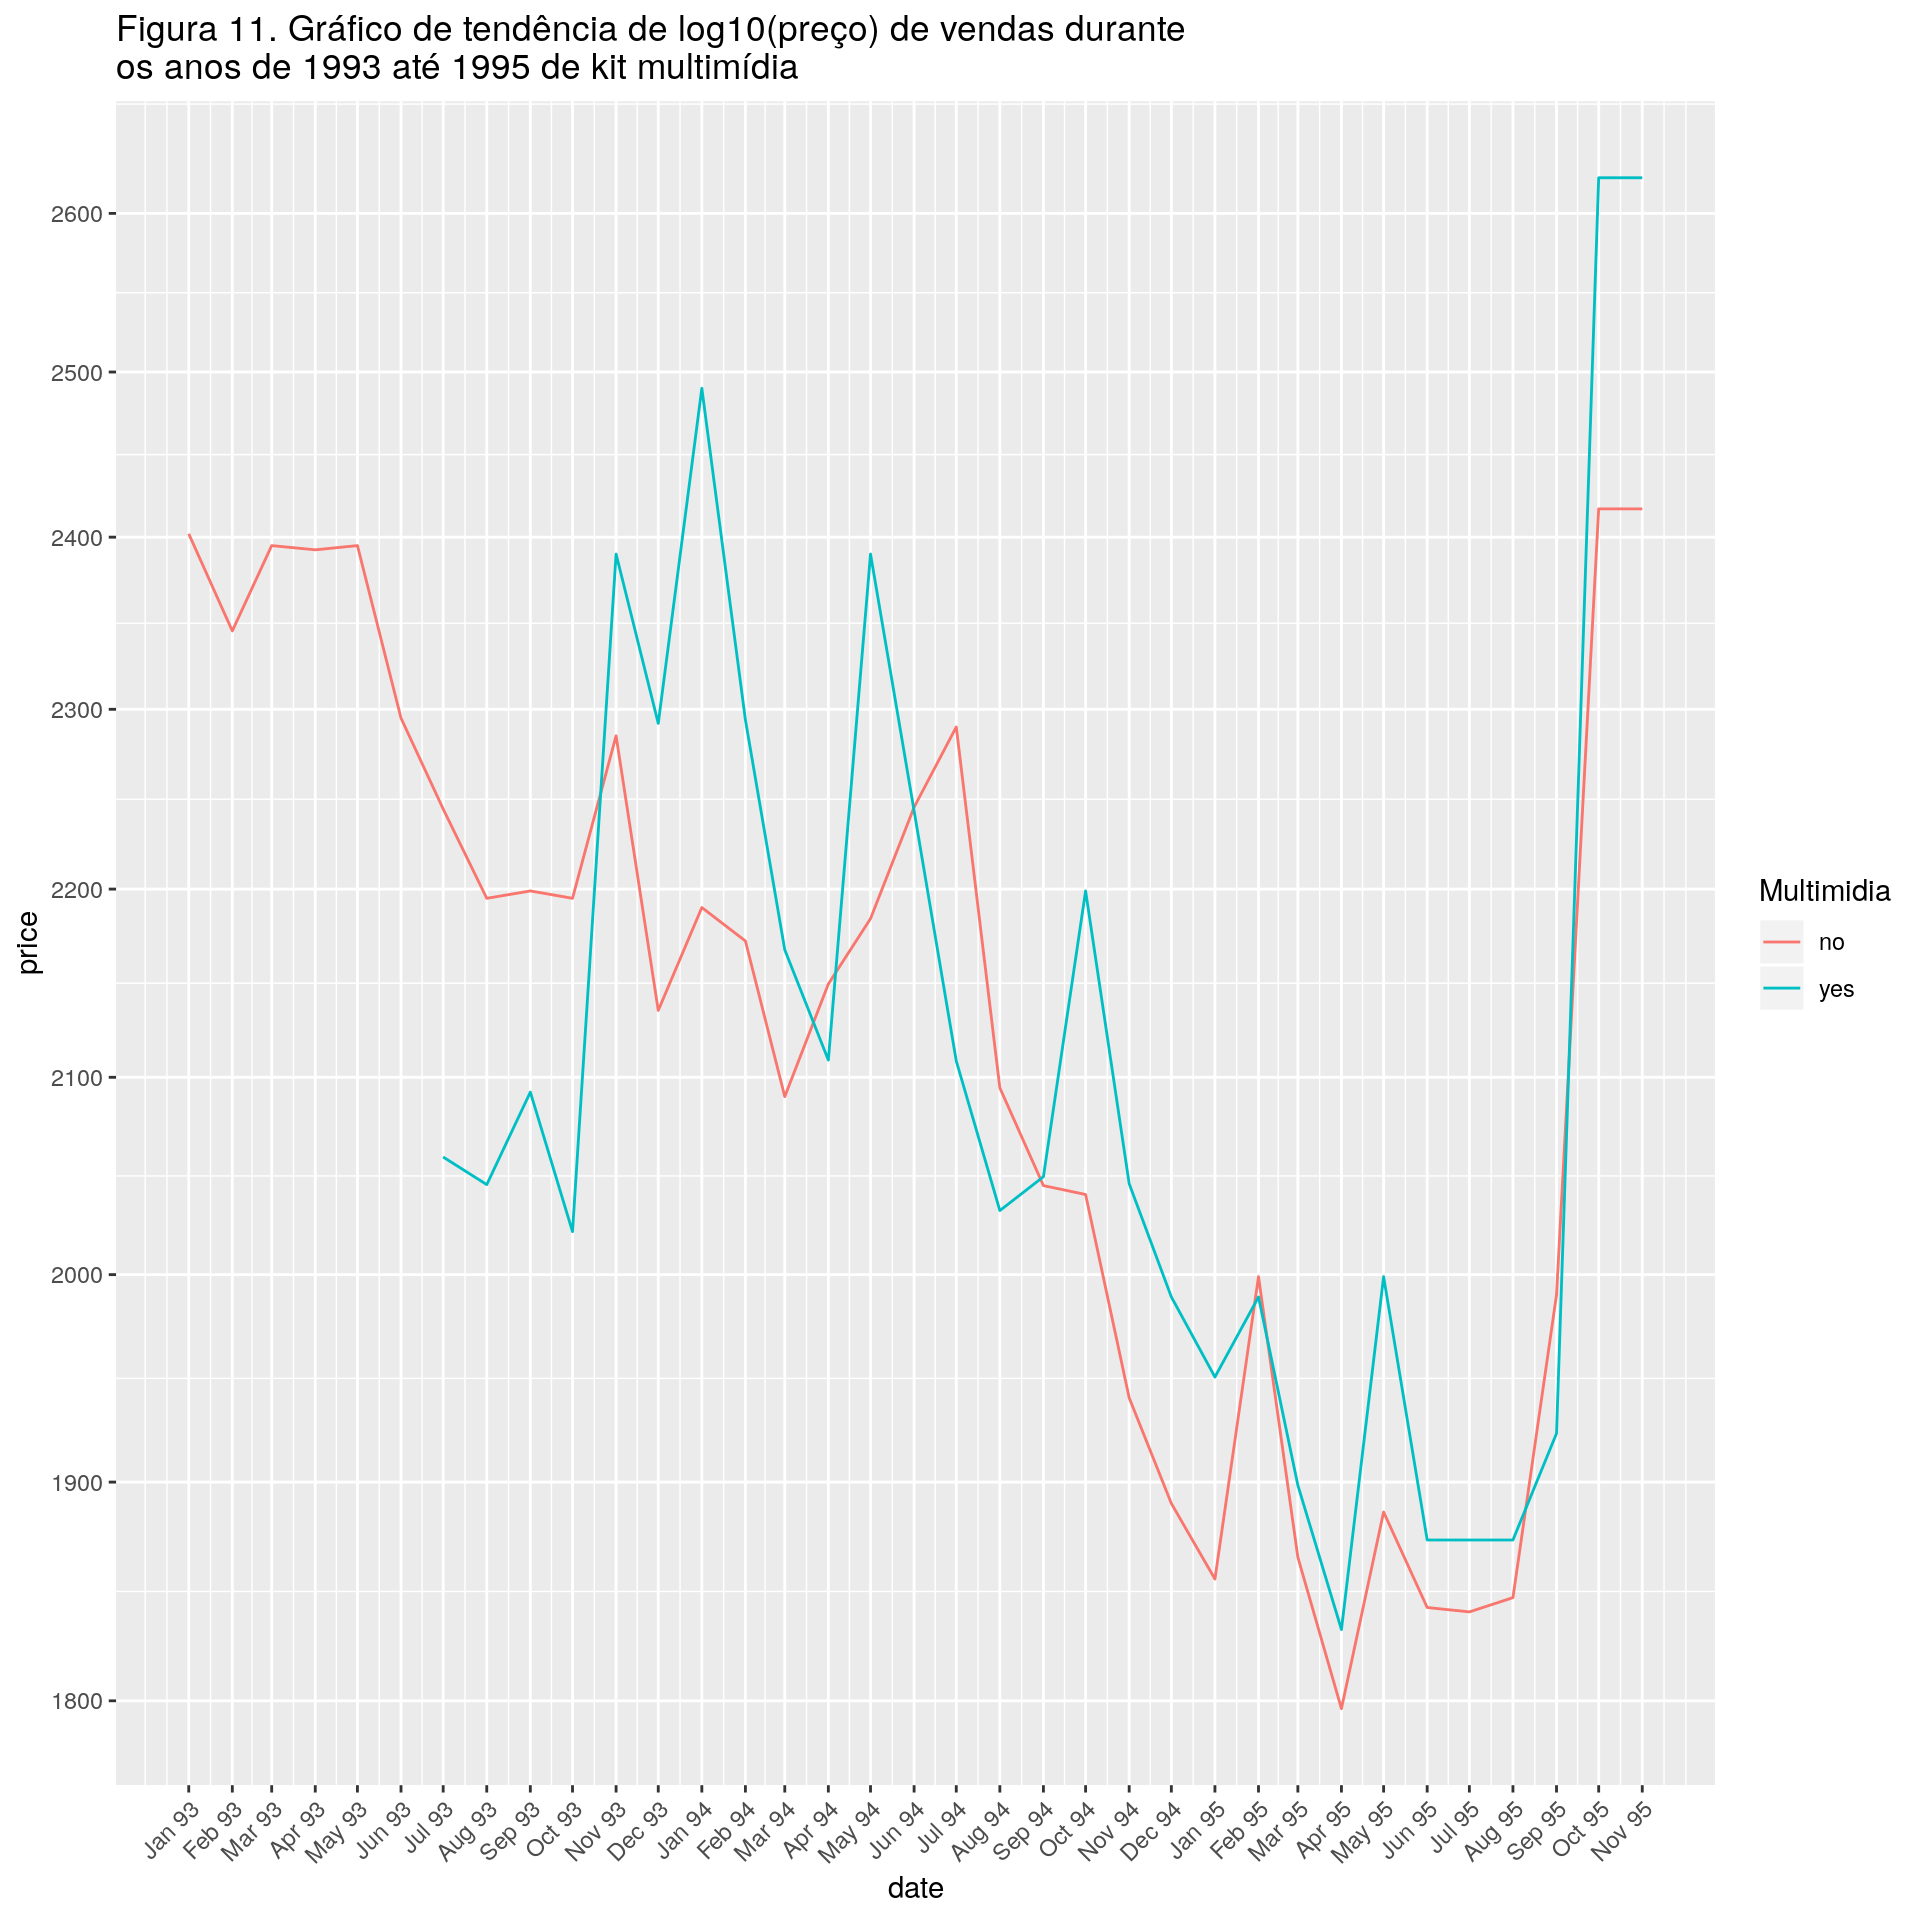 Figura 11. Gráfico de tendência de log10(preço) de vendas durante
os anos de 1993 até 1995 de kit multimídia
2600
2500
2400
2300
2200
2100
2000
1900
1800
price
Multimidia
no
yes
Jan 93 Feb 93 Mar 93 Apr 93 May 93 Jun 93 Jul 93 Aug 93 Sep 93 Oct 93 Nov 93 Dec 93 Jan 94 Feb 94 Mar 94 Apr 94 May 94 Jun 94 Jul 94 Aug 94 Sep 94 Oct 94 Nov 94 Dec 94 Jan 95 Feb 95 Mar 95 Apr 95 May 95 Jun 95 Jul 95 Aug 95 Sep 95 Oct 95 Nov 95
date